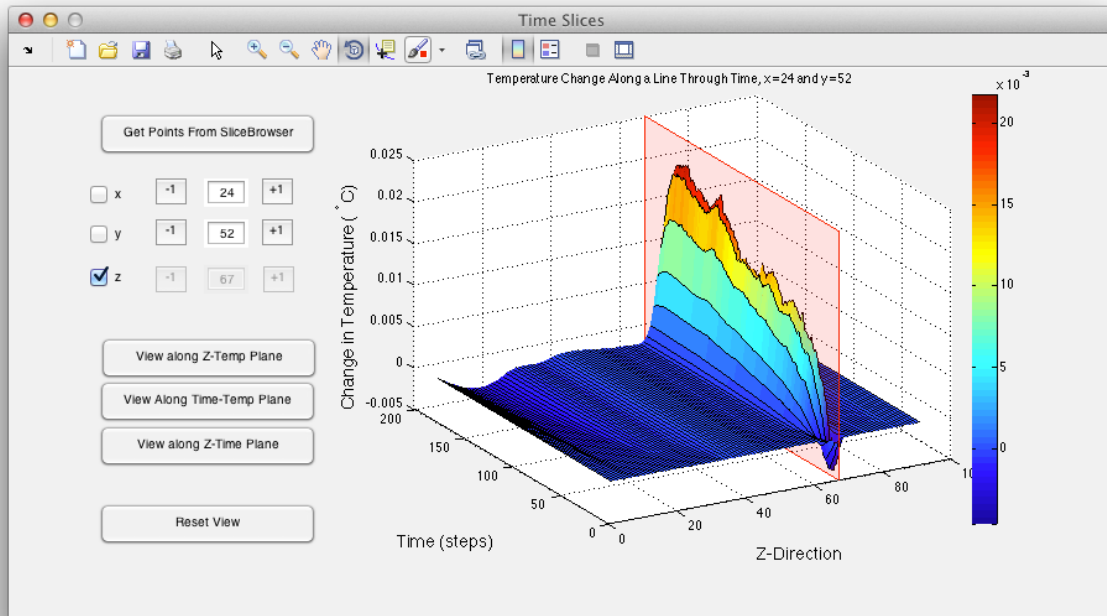 Time Slices
Temperature Change Along a Line Through Time, x=24 and y=52
Get Points From SliceBrowser
x -1 24 +1
y -1 52 +1
z -1 67 +1
View along Z-Temp Plane
View Along Time-Temp Plane
View along Z-Time Plane
Reset View
Change in Temperature (°C)
0.025
0.02
0.015
0.01
0.005
0
-0.005
200
150
100
50
0
Time (steps)
0
20
40
60
80
Z-Direction
x 10^-3
20
15
10
5
0